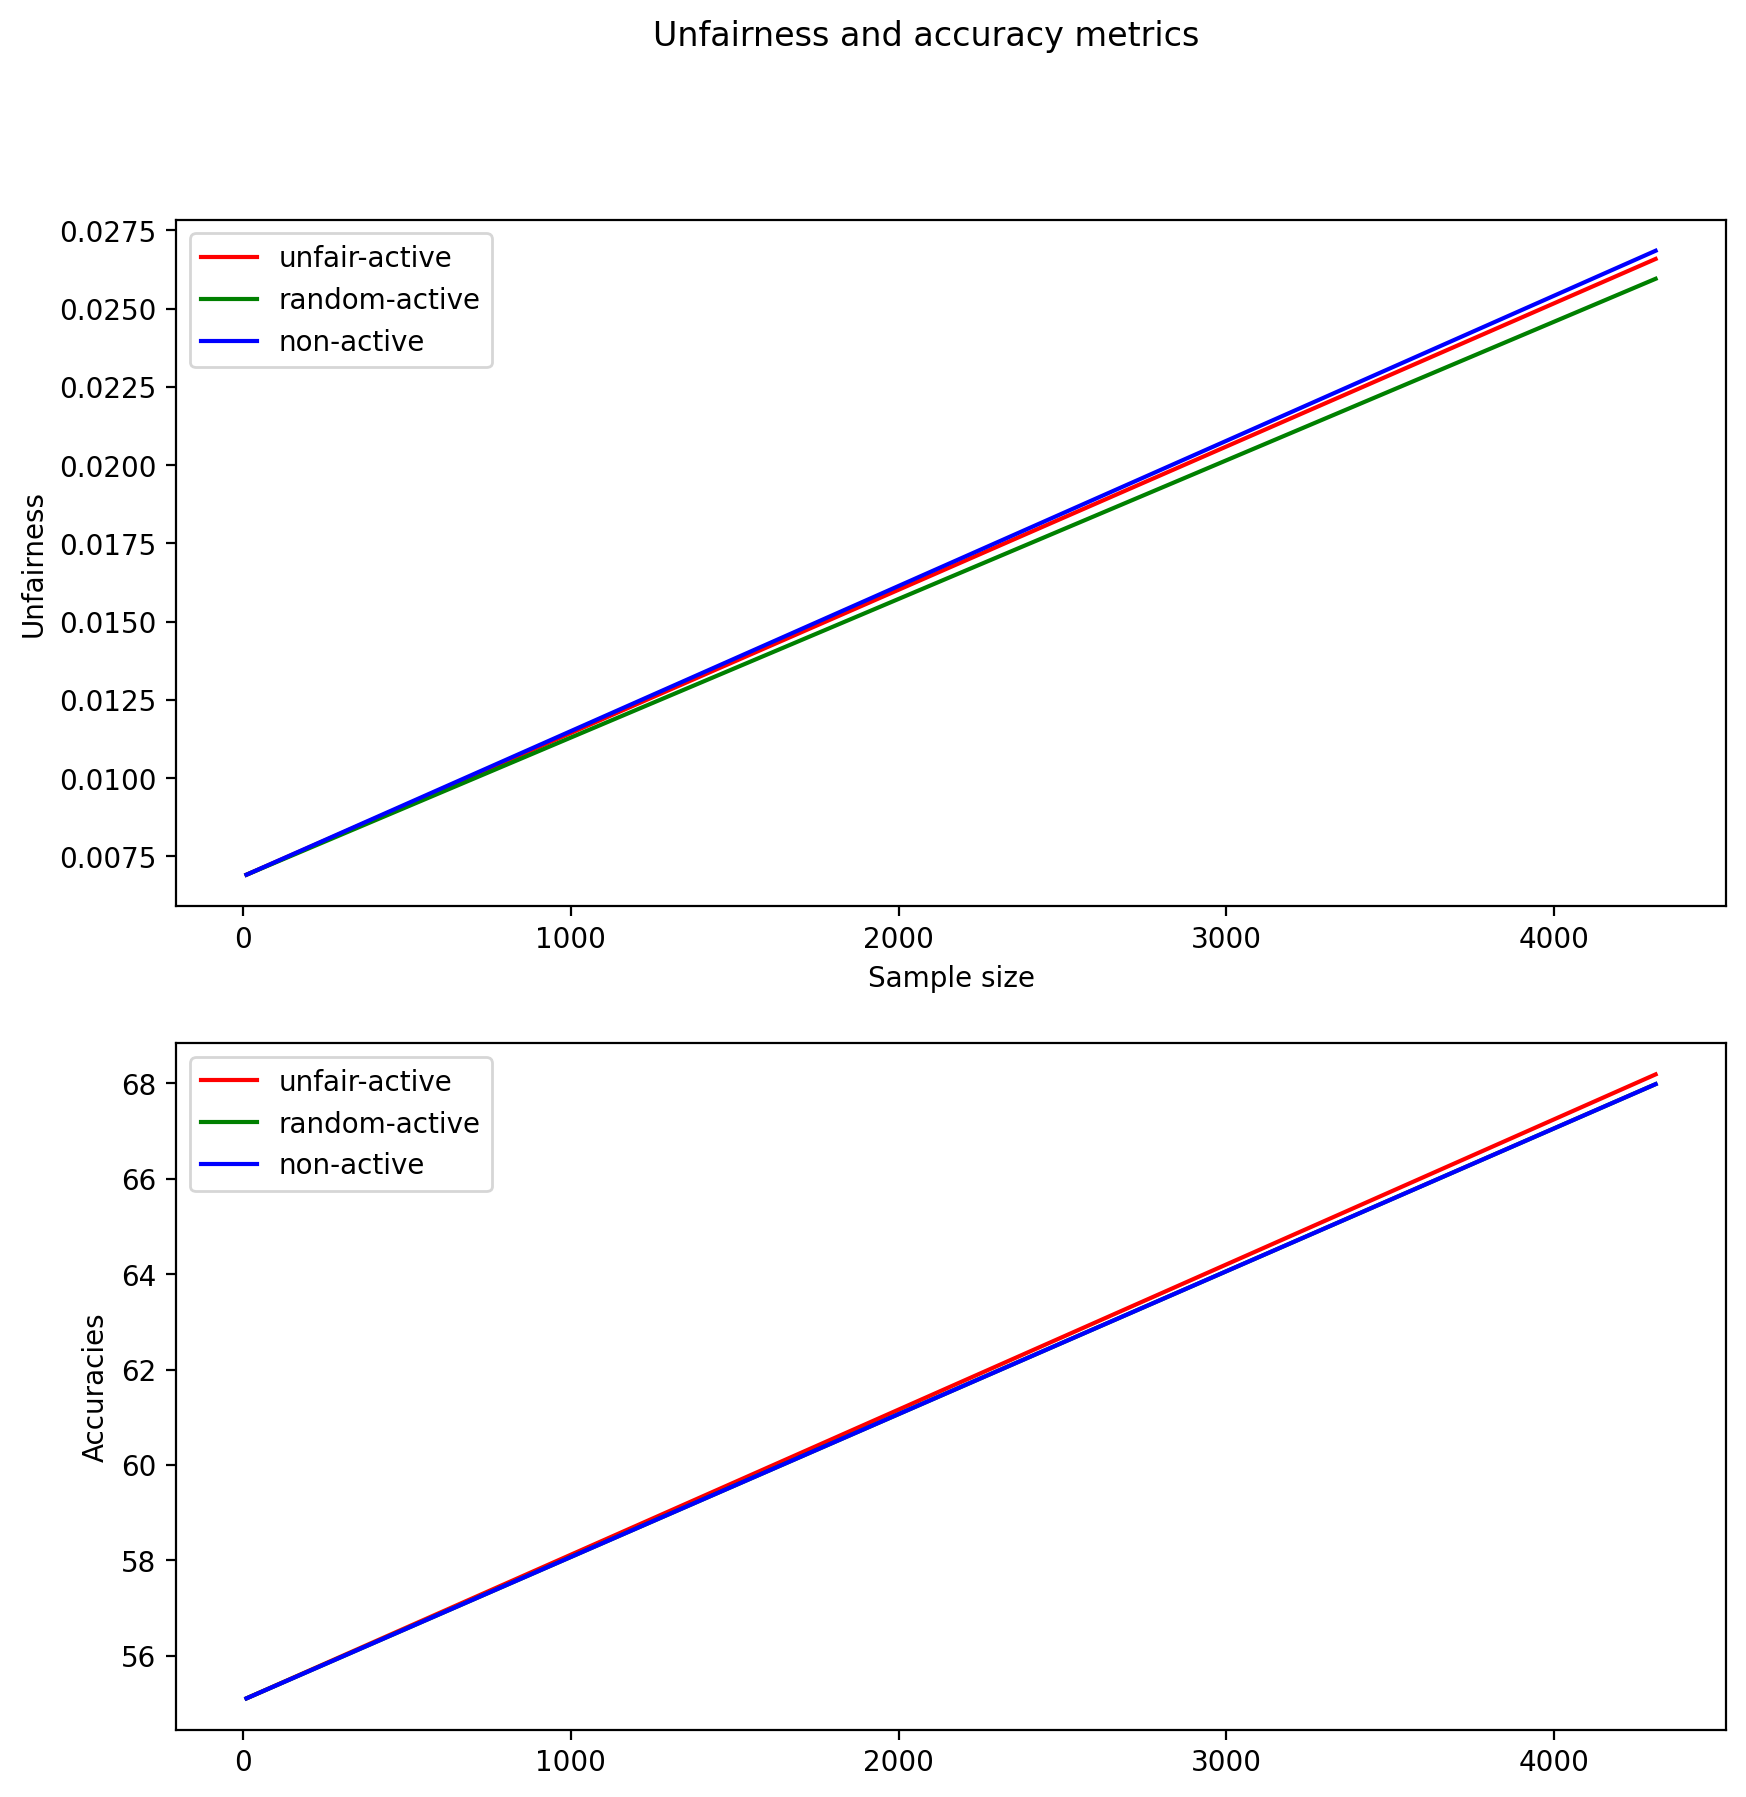 Unfairness and accuracy metrics
0.0275
0.0250
0.0225
0.0200
0.0175
0.0150
0.0125
0.0100
0.0075
Unfairness
unfair-active
random-active
non-active
0 1000 2000 3000 4000
Sample size
68
66
64
62
60
58
56
Accuracies
unfair-active
random-active
non-active
0 1000 2000 3000 4000